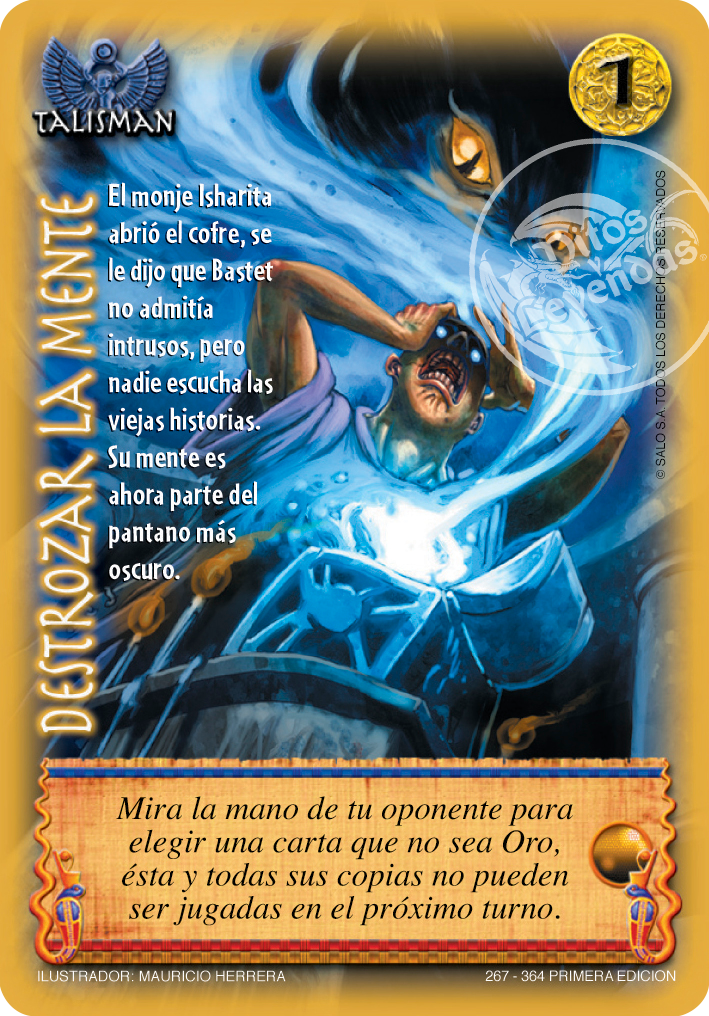 TALISMAN
1
DESTROZAR LA MENTE
El monje Isharita
abrió el cofre, se
le dijo que Bastet
no admitía
intrusos, pero
nadie escucha las
viejas historias.
Su mente es
ahora parte del
pantano más
oscuro.
mitos
Leyendas
© SALO S.A. TODOS LOS DERECHOS RESERVADOS
Mira la mano de tu oponente para
elegir una carta que no sea Oro,
ésta y todas sus copias no pueden
ser jugadas en el próximo turno.
ILUSTRADOR: MAURICIO HERRERA
267 - 364 PRIMERA EDICION